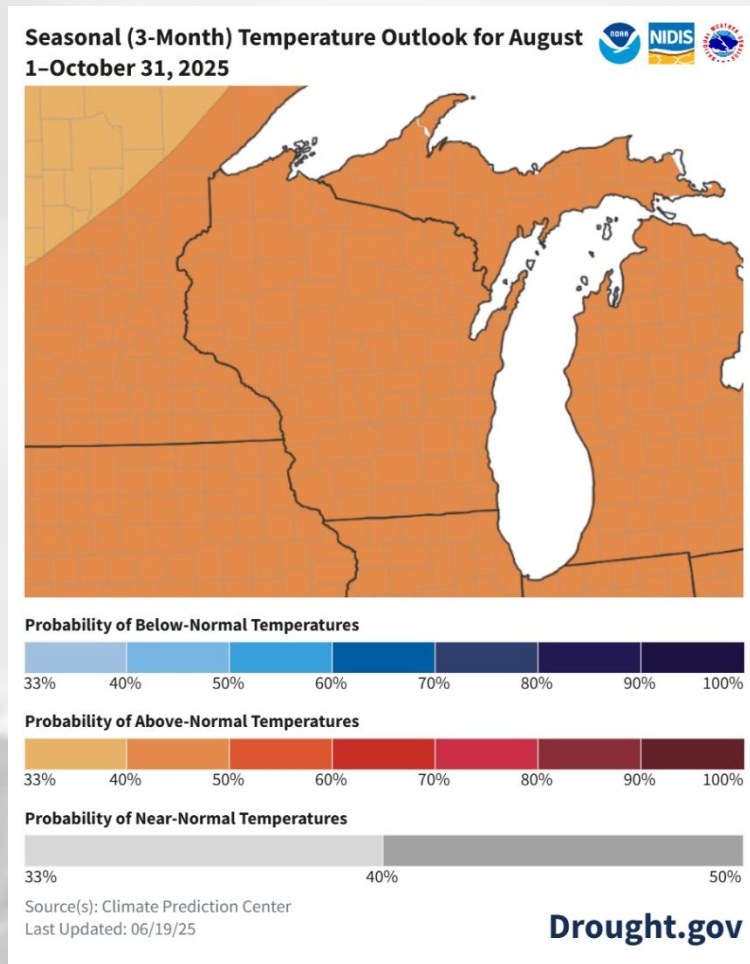 Seasonal (3-Month) Temperature Outlook for August
1–October 31, 2025
NOAA
NIDIS
Probability of Below-Normal Temperatures
33% 40% 50% 60% 70% 80% 90% 100%
Probability of Above-Normal Temperatures
33% 40% 50% 60% 70% 80% 90% 100%
Probability of Near-Normal Temperatures
33% 40% 50%
Source(s): Climate Prediction Center
Last Updated: 06/19/25
Drought.gov